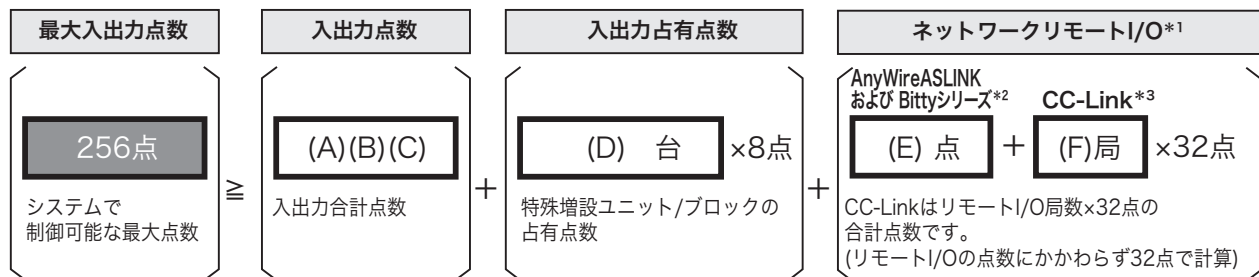 最大入出力点数
入出力点数
入出力占有点数
ネットワークリモートI/O*1
256点
システムで
制御可能な最大点数
≧
(A)(B)(C)
入出力合計点数
+
(D) 台 ×8点
特殊増設ユニット/ブロックの
占有点数
+
AnyWireASLINK
および Bittyシリーズ*2
CC-Link*3
(E) 点 + (F)局 ×32点
CC-LinkはリモートI/O局数×32点の
合計点数です。
(リモートI/Oの点数にかかわらず32点で計算)